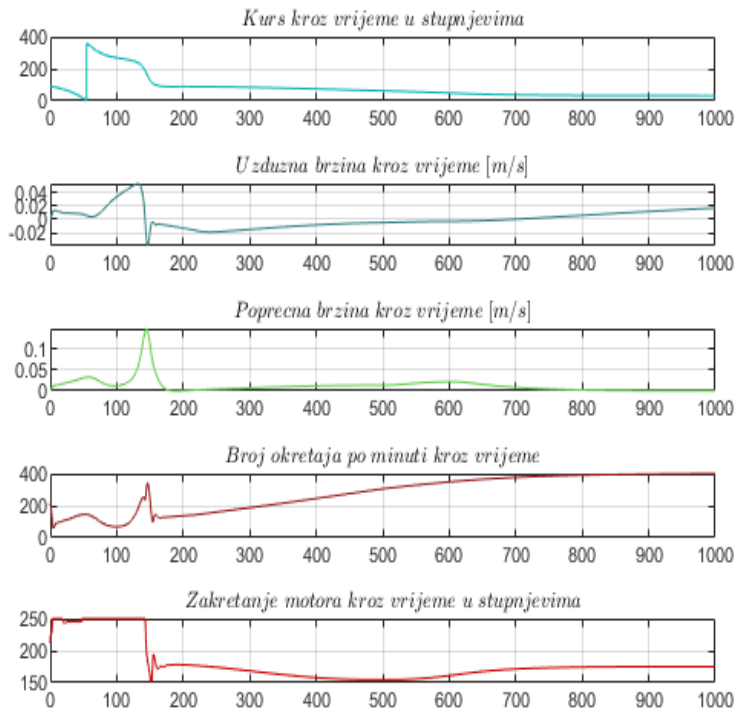 Kurs kroz vrijeme u stupnjevima
400
200
0
0 100 200 300 400 500 600 700 800 900 1000
Uzduzna brzina kroz vrijeme [m/s]
0.04
0.02
0
-0.02
0 100 200 300 400 500 600 700 800 900 1000
Poprecna brzina kroz vrijeme [m/s]
0.1
0.05
0
0 100 200 300 400 500 600 700 800 900 1000
Broj okretaja po minuti kroz vrijeme
400
200
0
0 100 200 300 400 500 600 700 800 900 1000
Zakretanje motora kroz vrijeme u stupnjevima
250
200
150
0 100 200 300 400 500 600 700 800 900 1000